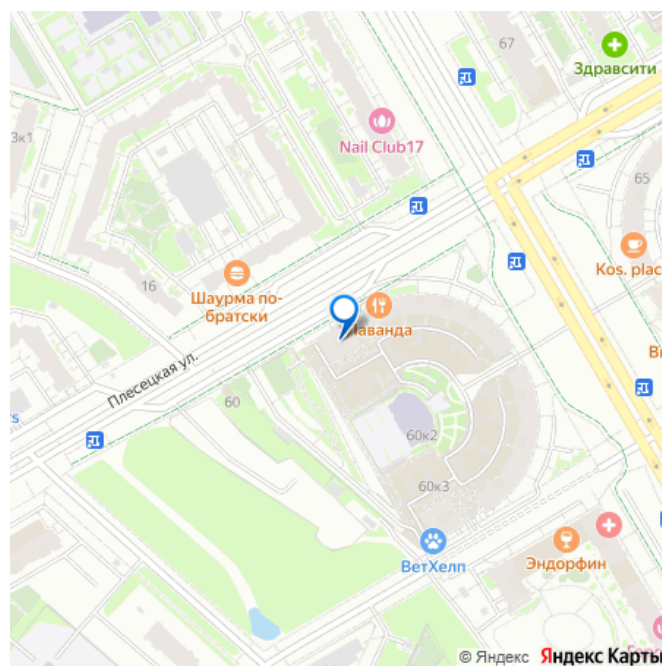 67
Здравсити
3к1
Nail Club17
65
Kos. plac
16
Шаурма по-
братски
Лаванда
Плесецкая ул.
60
60к2
60к3
ВетХелп
Эндорфин
© Яндекс Яндекс Карты